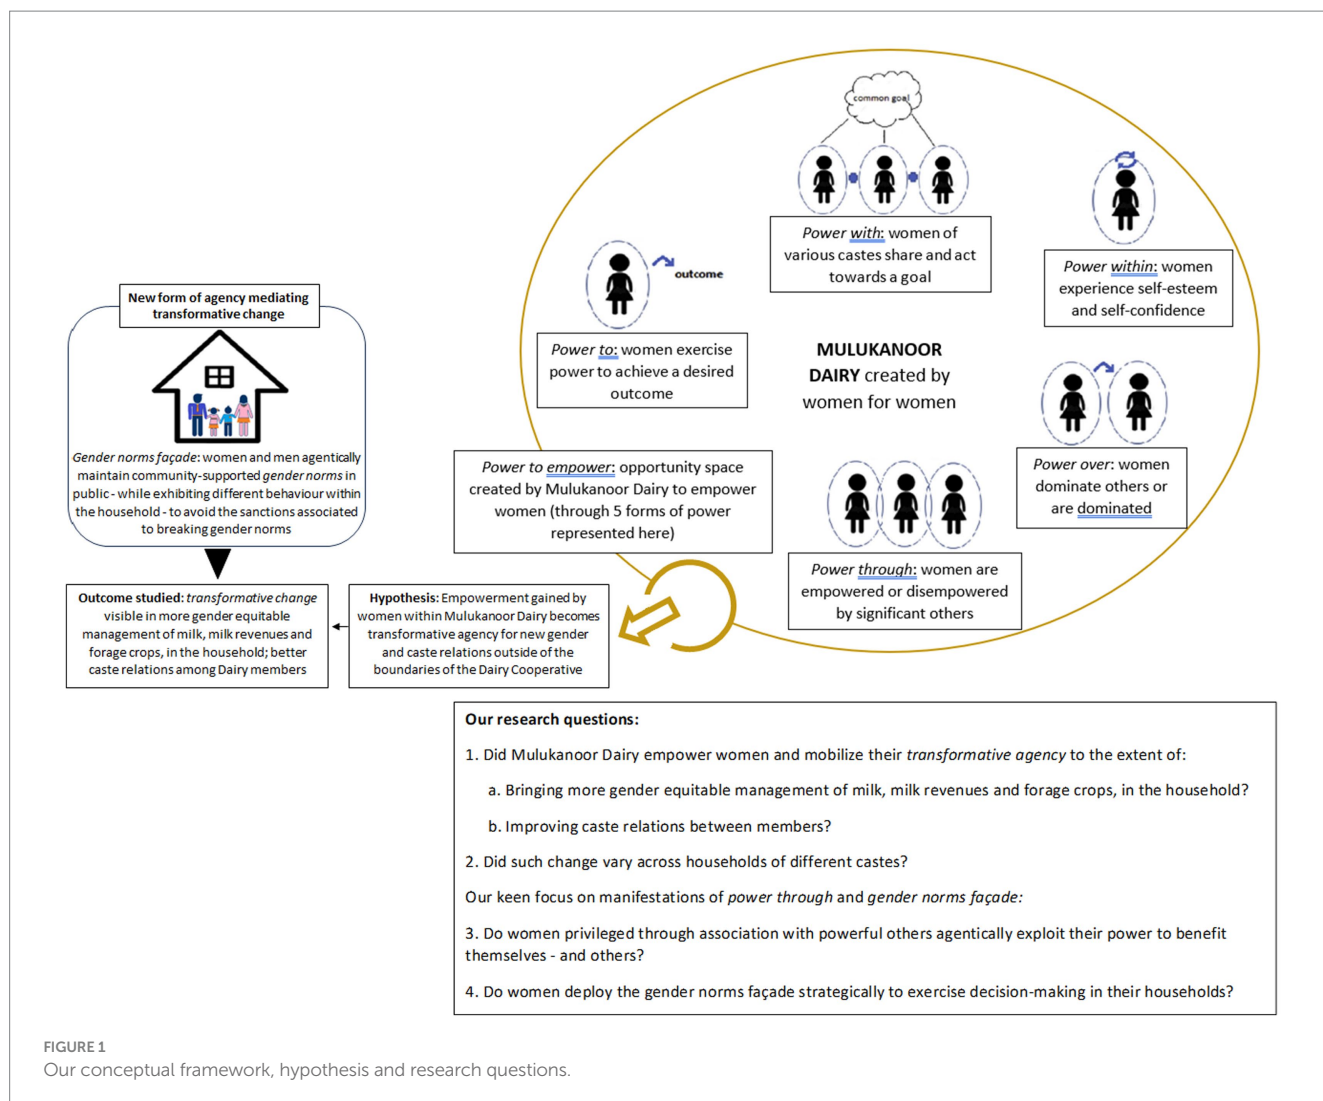 common goal
Power with: women of
various castes share and act
towards a goal
Power within: women
experience self-esteem
and self-confidence
outcome
Power to: women exercise
power to achieve a desired
outcome
MULUKANOOR
DAIRY created by
women for women
Power over: women
dominate others or
are dominated
Power to empower: opportunity space
created by Mulukanoor Dairy to empower
women (through 5 forms of power
represented here)
Power through: women are
empowered or disempowered
by significant others
New form of agency mediating
transformative change
Gender norms façade: women and men agentically
maintain community-supported gender norms in
public - while exhibiting different behaviour within
the household - to avoid the sanctions associated
to breaking gender norms
Outcome studied: transformative change
visible in more gender equitable
management of milk, milk revenues and
forage crops, in the household; better
caste relations among Dairy members
Hypothesis: Empowerment gained by
women within Mulukanoor Dairy becomes
transformative agency for new gender
and caste relations outside of the
boundaries of the Dairy Cooperative
Our research questions:
1. Did Mulukanoor Dairy empower women and mobilize their transformative agency to the extent of:
a. Bringing more gender equitable management of milk, milk revenues and forage crops, in the household?
b. Improving caste relations between members?
2. Did such change vary across households of different castes?
Our keen focus on manifestations of power through and gender norms façade:
3. Do women privileged through association with powerful others agentically exploit their power to benefit
themselves - and others?
4. Do women deploy the gender norms façade strategically to exercise decision-making in their households?
FIGURE 1
Our conceptual framework, hypothesis and research questions.